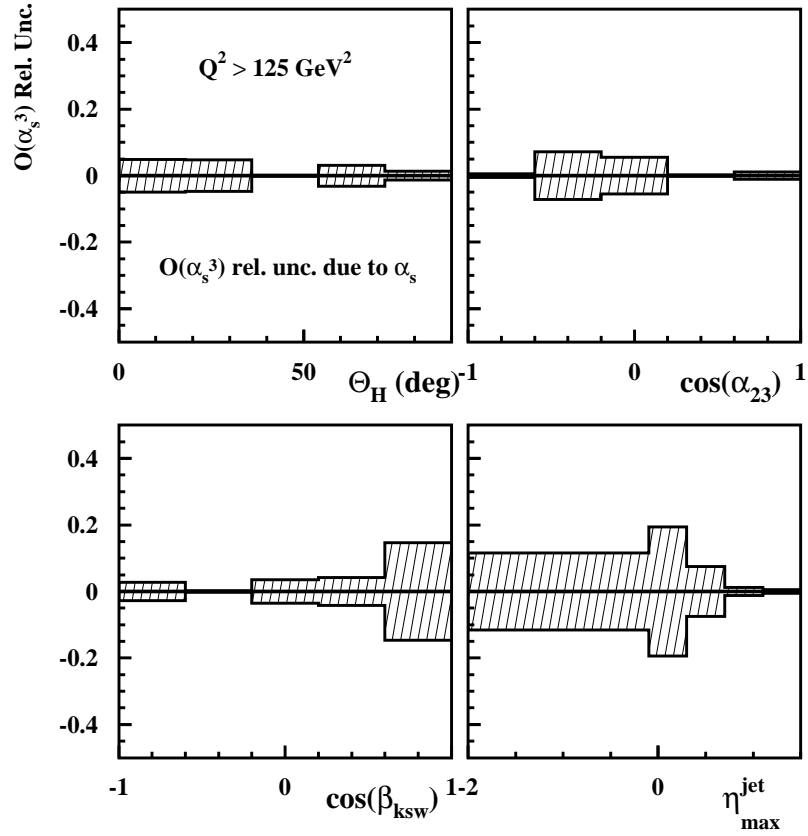 O(αs³) Rel. Unc.
0.4
0.2
0
-0.2
-0.4
Q² > 125 GeV²
O(αs³) rel. unc. due to αs
0 50
ΘH (deg)
-1 0 1
cos(α23)
0.4
0.2
0
-0.2
-0.4
-1 0 1
cos(βksw)
-2 0
ηjetmax